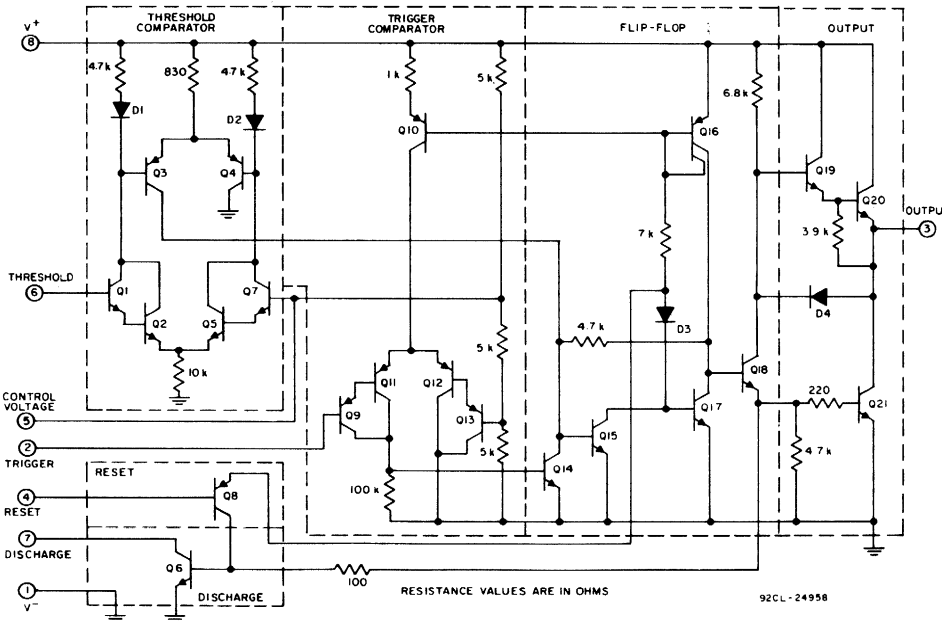 THRESHOLD
COMPARATOR
TRIGGER
COMPARATOR
FLIP-FLOP
OUTPUT
V+
8
4.7k
830
4.7k
1k
5k
6.8k
D1
D2
Q10
Q16
Q3
Q4
Q19
Q20
OUTPUT
3
3.9k
7k
THRESHOLD
6
Q1
Q2
Q5
Q7
D3
D4
10k
5k
4.7k
Q18
CONTROL
VOLTAGE
5
Q11
Q12
Q9
Q13
Q17
220
Q21
2
TRIGGER
5k
Q14
Q15
4.7k
RESET
4
RESET
Q8
100k
7
DISCHARGE
Q6
100
1
V-
DISCHARGE
RESISTANCE VALUES ARE IN OHMS
92CL-24958